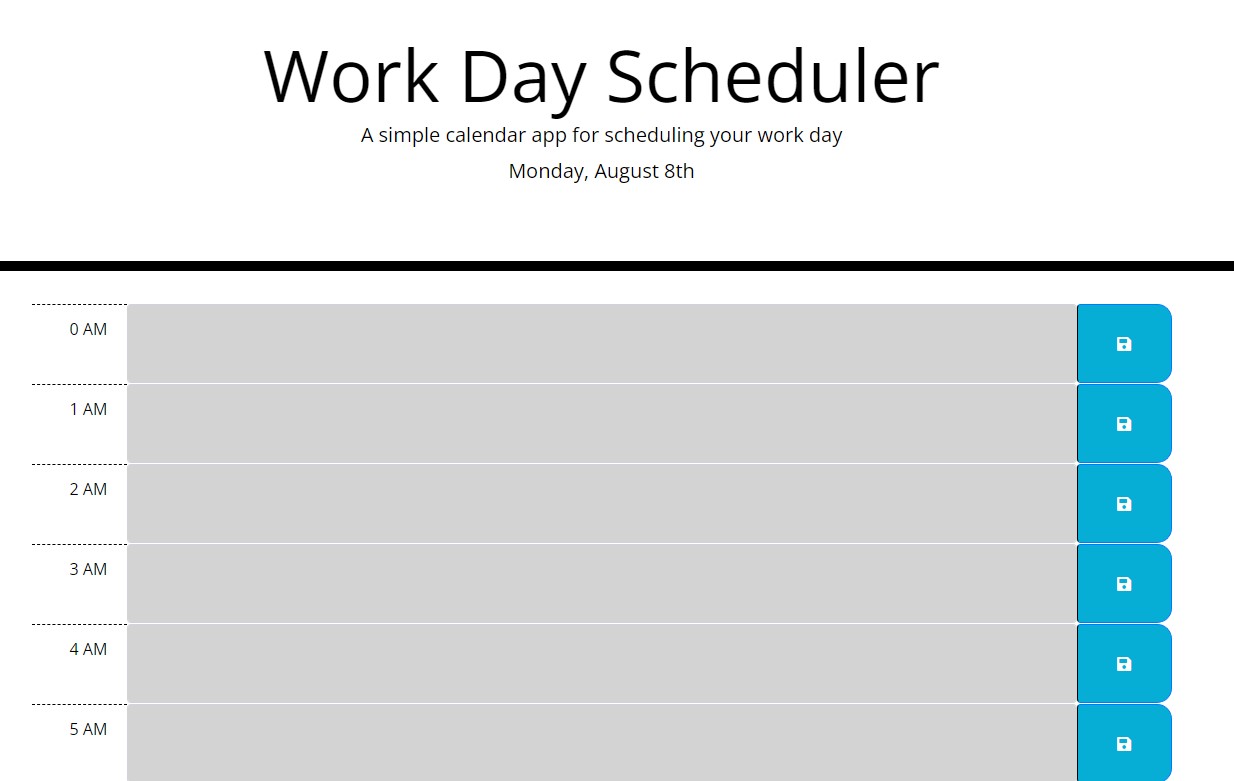 Work Day Scheduler
A simple calendar app for scheduling your work day
Monday, August 8th
0 AM
1 AM
2 AM
3 AM
4 AM
5 AM